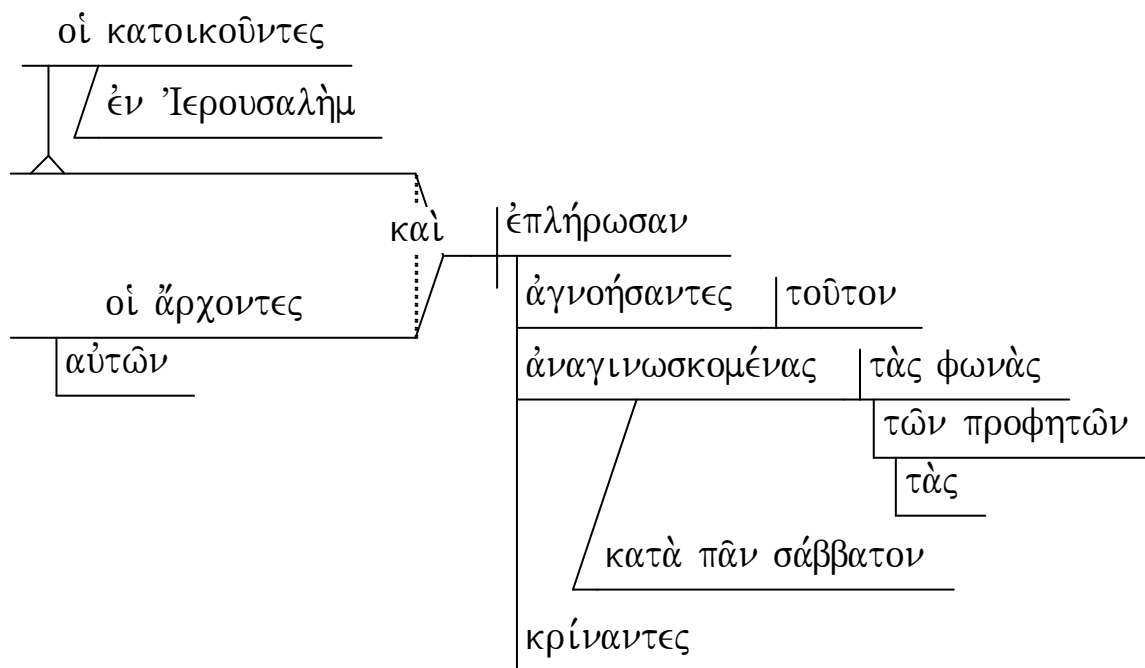 οἱ κατοικοῦντες
ἐν Ἰερουσαλὴμ
καὶ
ἐπλήρωσαν
οἱ ἄρχοντες
αὐτῶν
ἀγνοήσαντες
τοῦτον
ἀναγινωσκομένας
τὰς φωνὰς
τῶν προφητῶν
τὰς
κατὰ πᾶν σάββατον
κρίναντες